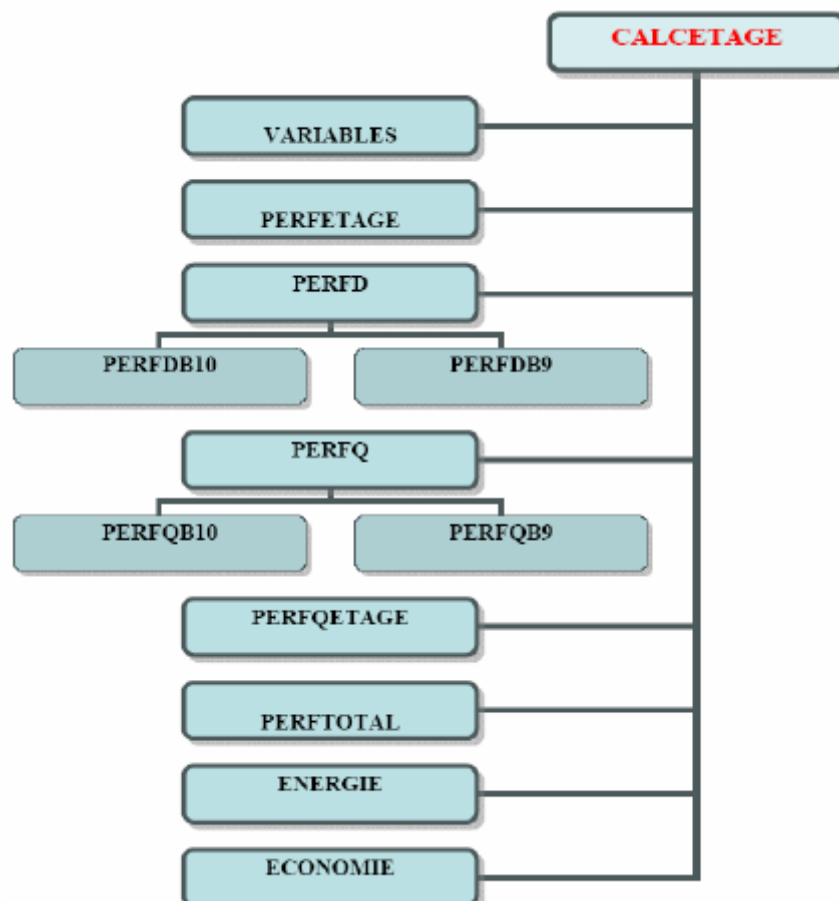 CALCETAGE
VARIABLES
PERFETAGE
PERFD
PERFDB10
PERFDB9
PERFQ
PERFQB10
PERFQB9
PERFQETAGE
PERFTOTAL
ENERGIE
ECONOMIE